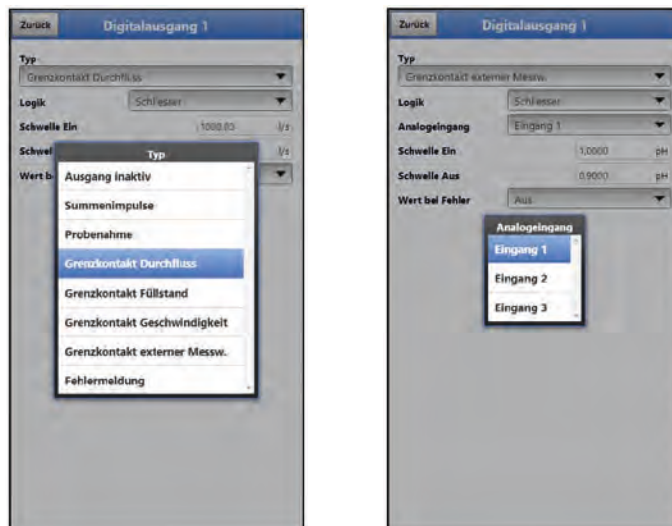 Zurück Digitalausgang 1
Typ
Grenzkontakt Durchfluss
Logik Schliesser
Schwelle Ein l/s
l/s
Typ
Ausgang inaktiv
Summenimpulse
Probenahme
Grenzkontakt Durchfluss
Grenzkontakt Füllstand
Grenzkontakt Geschwindigkeit
Grenzkontakt externer Messw.
Fehlermeldung
Zurück Digitalausgang 1
Typ
Grenzkontakt externer Messw.
Logik Schliesser
Analogeingang Eingang 1
Schwelle Ein 1,0000 pH
Schwelle Aus 0,9000 pH
Wert bei Fehler Aus
Analogeingang
Eingang 1
Eingang 2
Eingang 3